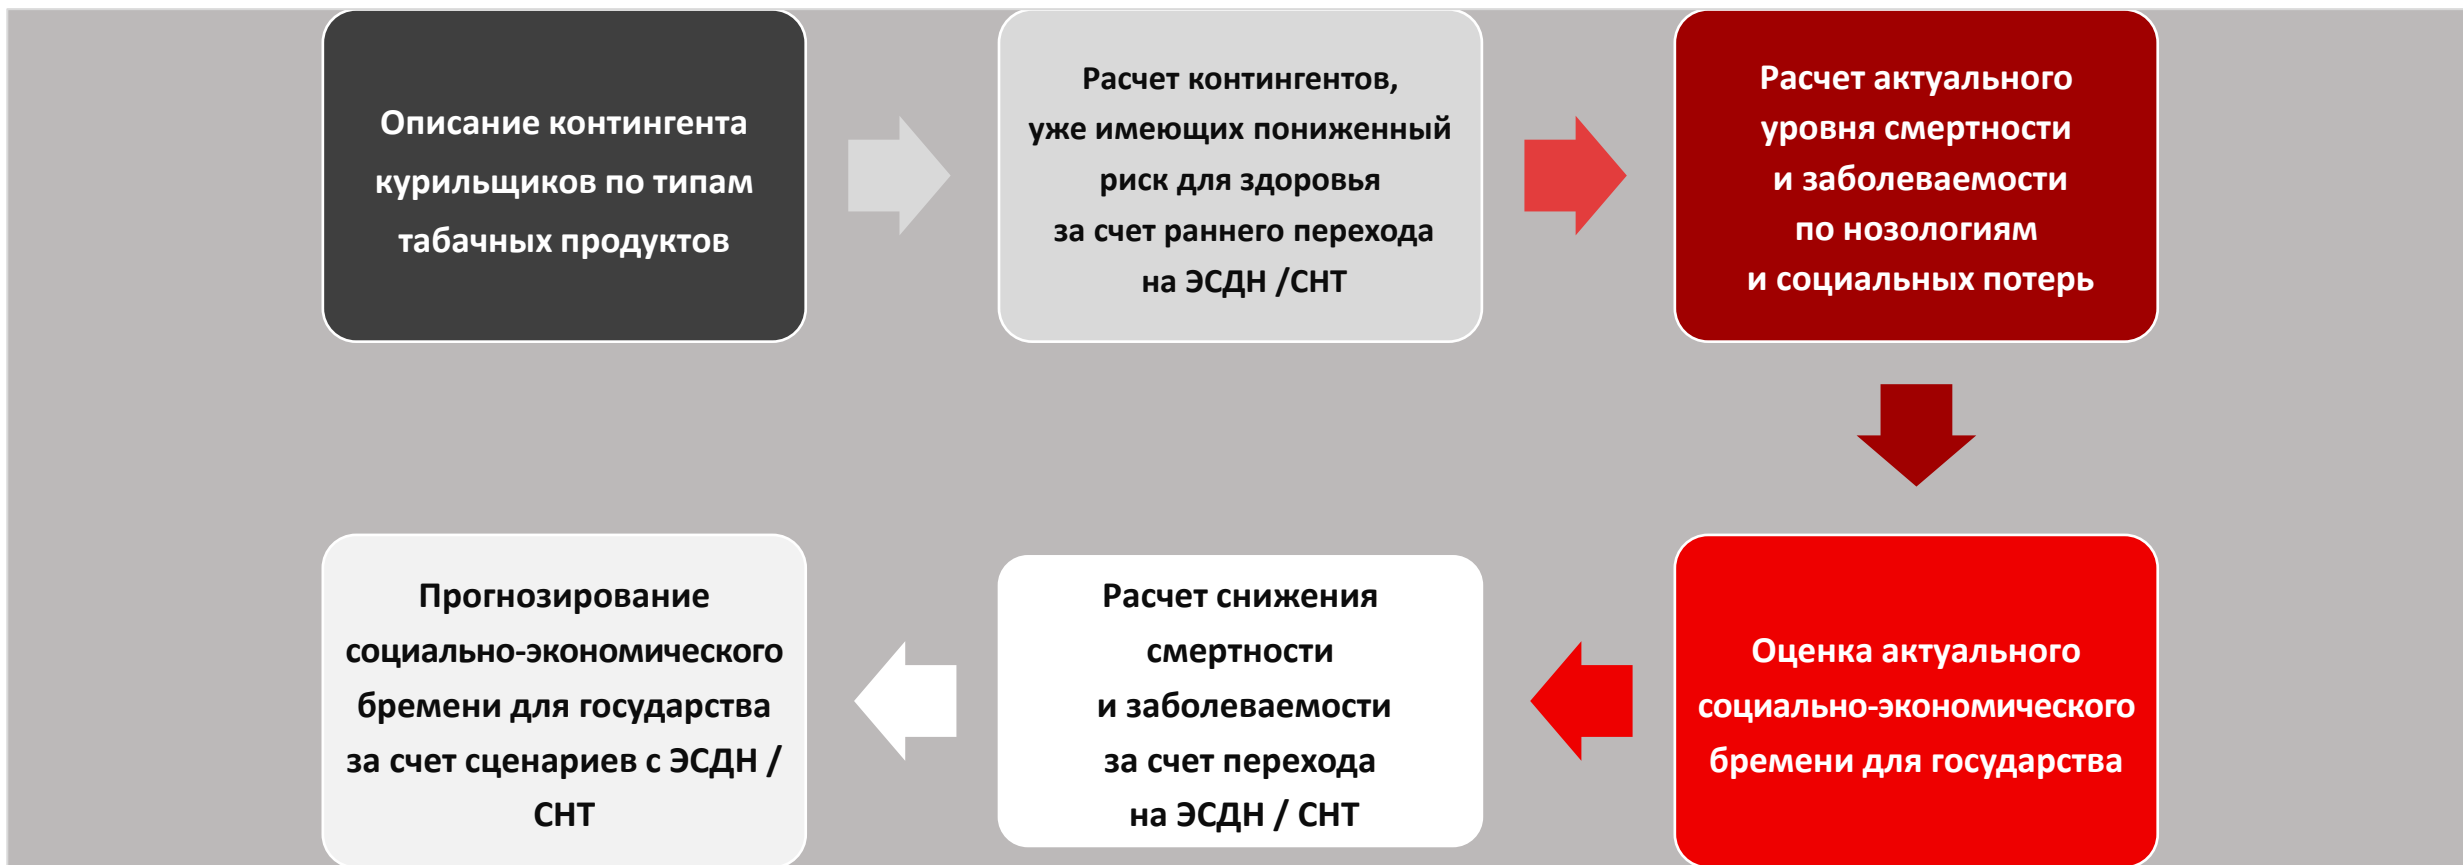 Описание контингента
курильщиков по типам
табачных продуктов
Расчет контингентов,
уже имеющих пониженный
риск для здоровья
за счет раннего перехода
на ЭСДН /СНТ
Расчет актуального
уровня смертности
и заболеваемости
по нозологиям
и социальных потерь
Оценка актуального
социально-экономического
бремени для государства
Расчет снижения
смертности
и заболеваемости
за счет перехода
на ЭСДН / СНТ
Прогнозирование
социально-экономического
бремени для государства
за счет сценариев с ЭСДН /
СНТ